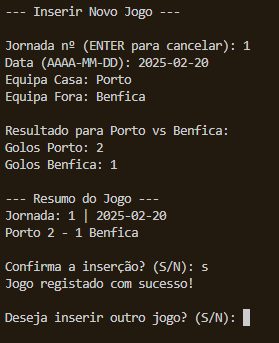 --- Inserir Novo Jogo ---
Jornada nº (ENTER para cancelar): 1
Data (AAAA-MM-DD): 2025-02-20
Equipa Casa: Porto
Equipa Fora: Benfica
Resultado para Porto vs Benfica:
Golos Porto: 2
Golos Benfica: 1
--- Resumo do Jogo ---
Jornada: 1 | 2025-02-20
Porto 2 - 1 Benfica
Confirma a inserção? (S/N): s
Jogo registado com sucesso!
Deseja inserir outro jogo? (S/N):